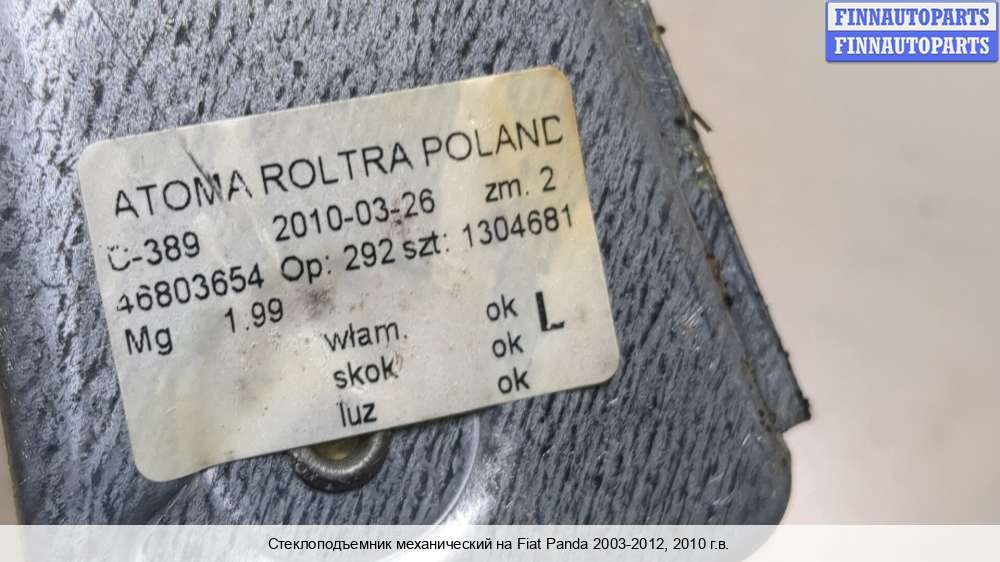 FINNAUTOPARTS
FINNAUTOPARTS
ATOMA ROLTRA POLAND
C-389 2010-03-26 zm. 2
46803654 Op: 292 szt: 1304681
Mg 1.99
włam. ok L
skok ok
luz ok
Стеклоподъемник механический на Fiat Panda 2003-2012, 2010 г.в.